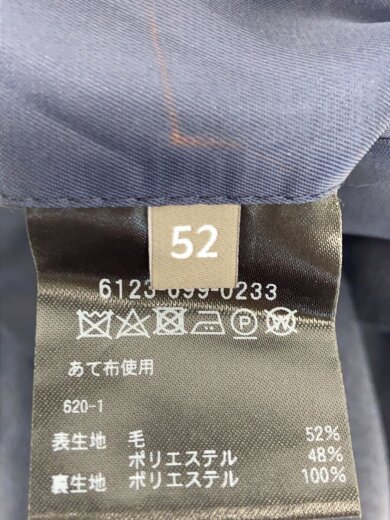 52
6123-699-0233
P W
あて布使用
620-1
表生地 毛 52%
ポリエステル 48%
裏生地 ポリエステル 100%